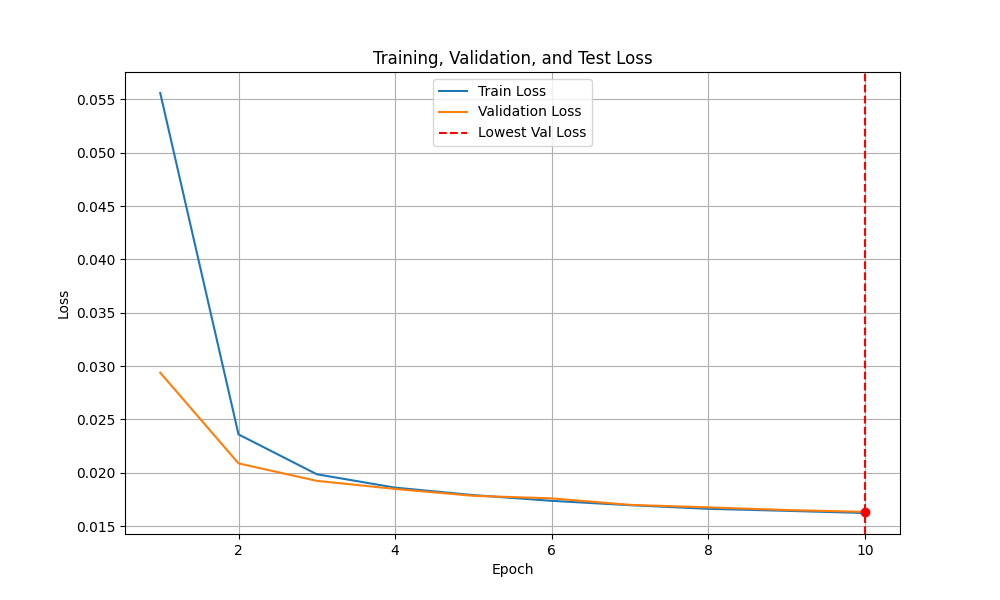 Training, Validation, and Test Loss
Train Loss
Validation Loss
Lowest Val Loss
Loss
0.055
0.050
0.045
0.040
0.035
0.030
0.025
0.020
0.015
2 4 6 8 10
Epoch